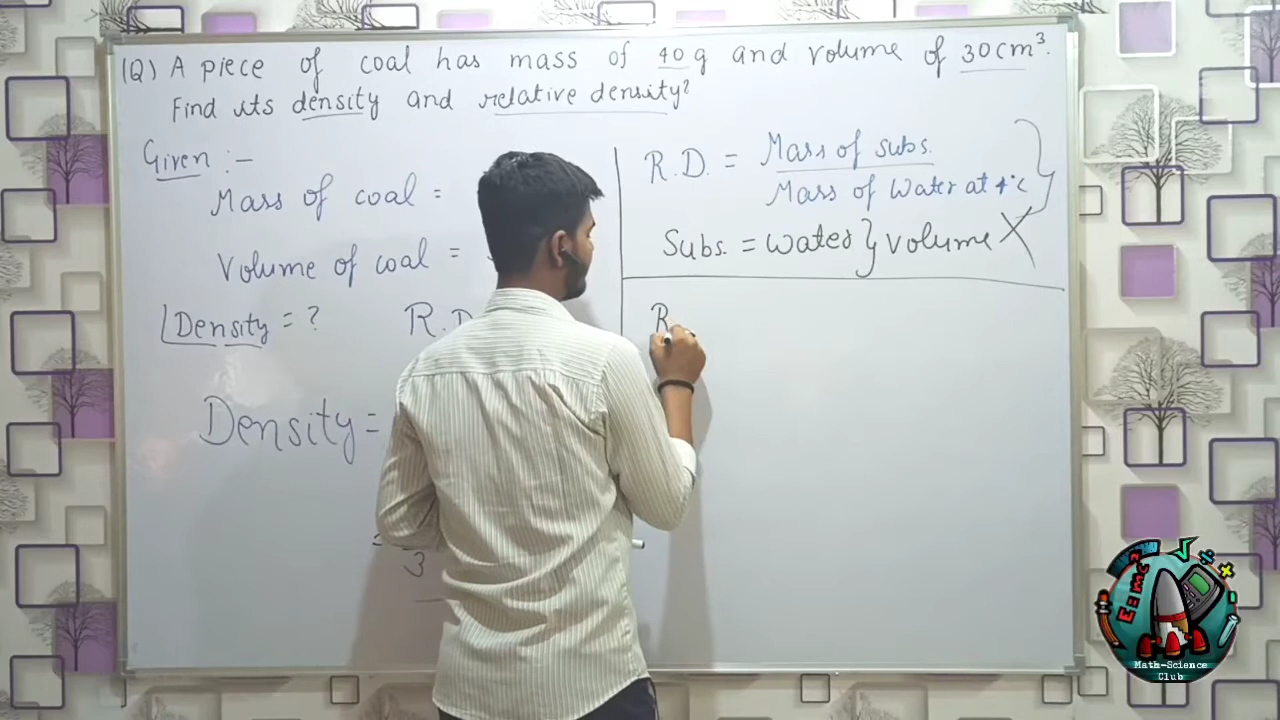 (Q) A piece of coal has mass of 40g and volume of 30cm³.
Find its density and relative density?
Given :-
Mass of coal =
Volume of coal =
Density = ? R.D
Density =
=
3
R.D. = Mass of subs.
Mass of water at 4°C
Subs. = water } volume X
R
E=mc²
Math-Science
Club